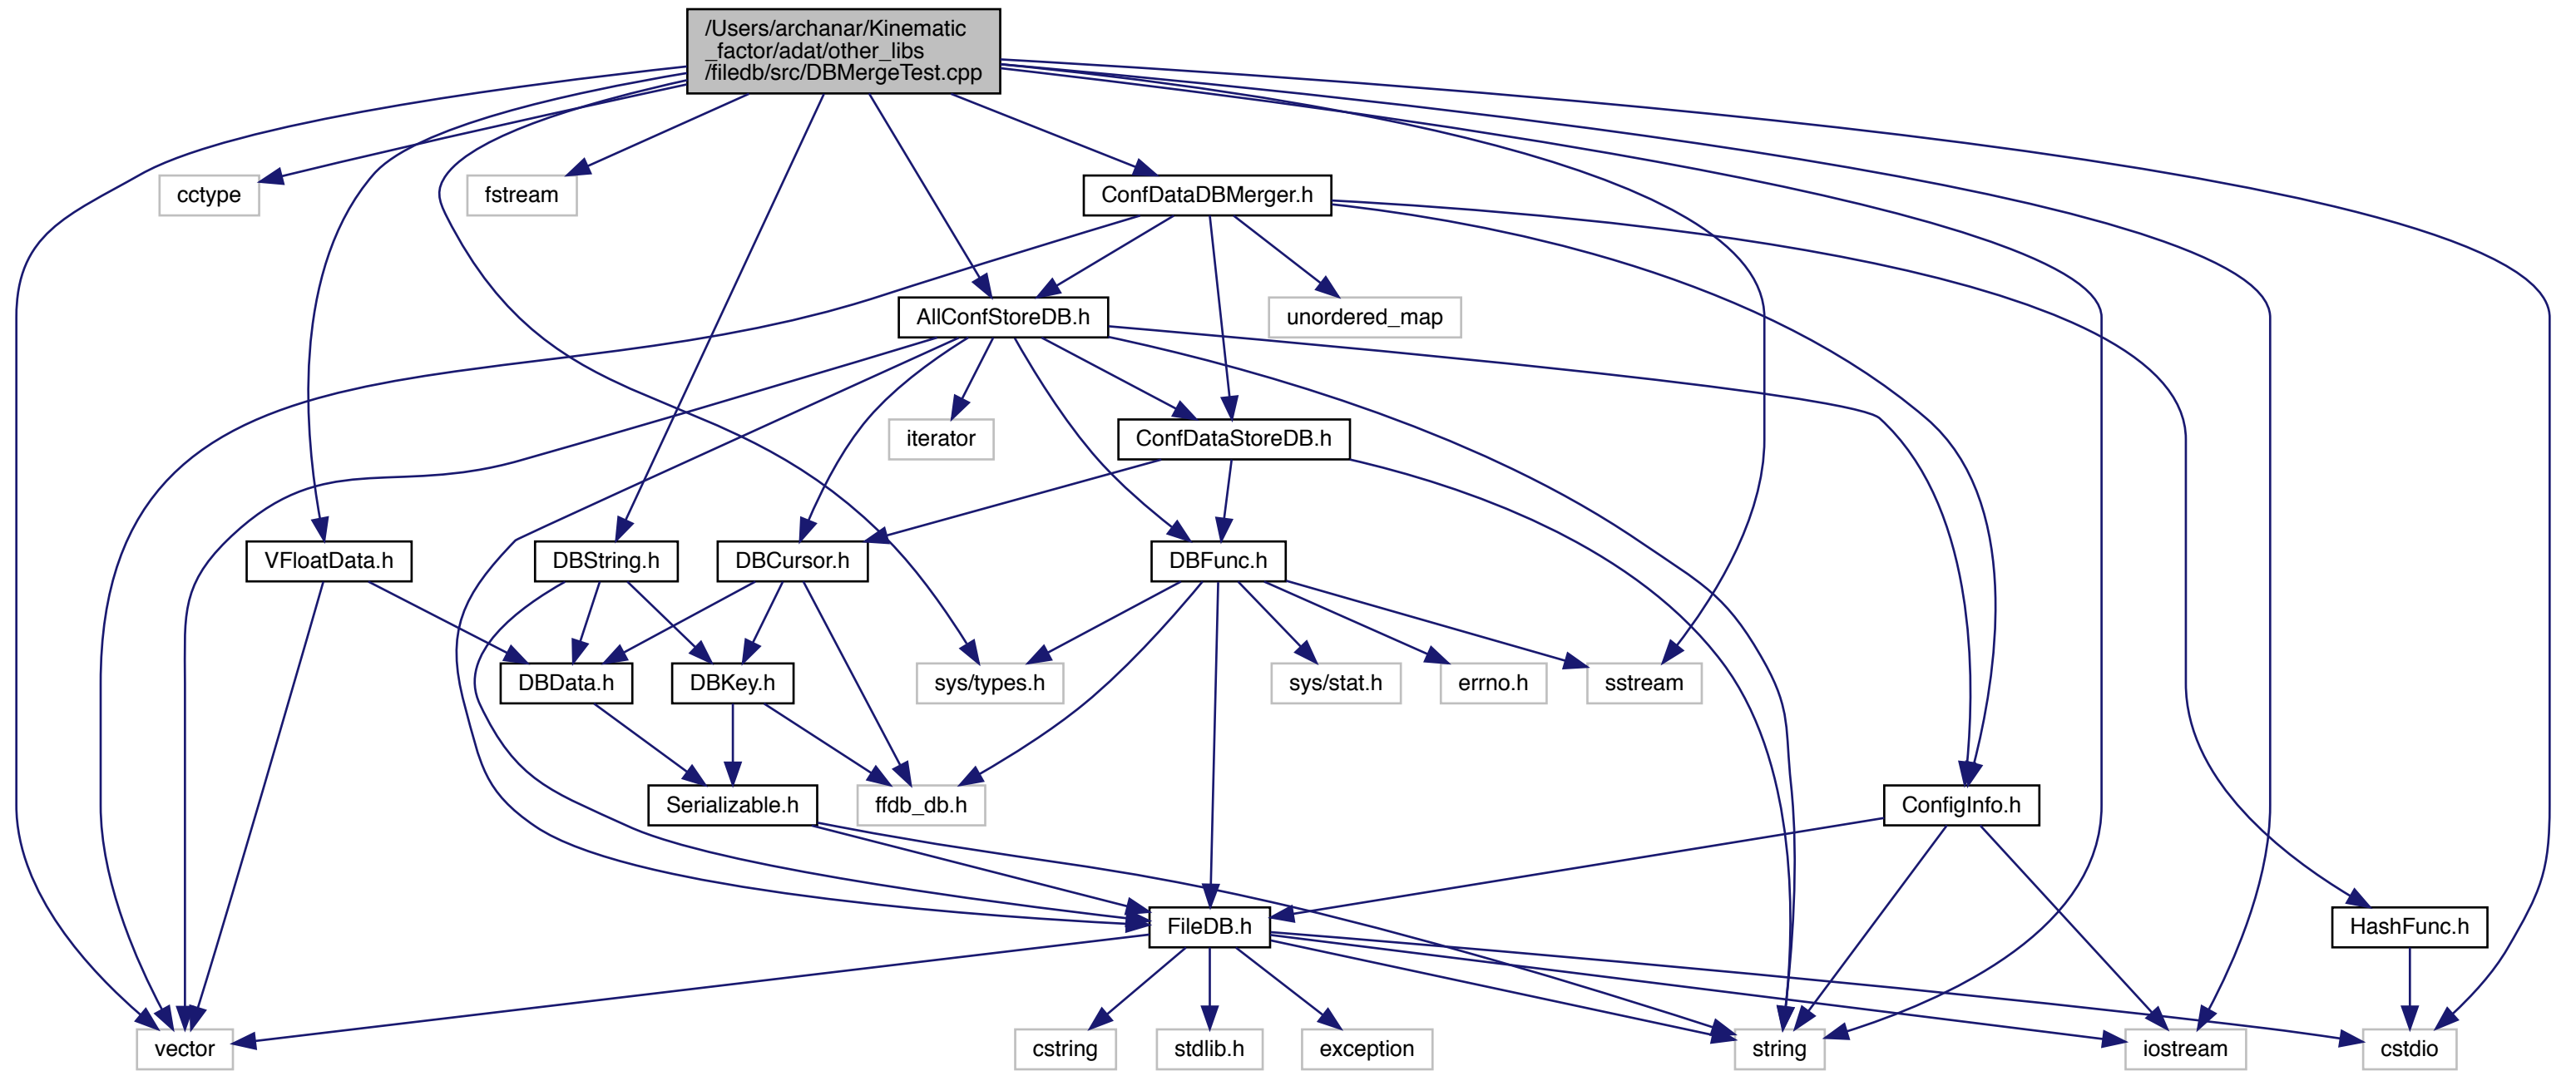 /Users/archanar/Kinematic
_factor/adat/other_libs
/filedb/src/DBMergeTest.cpp
cctype
fstream
ConfDataDBMerger.h
AllConfStoreDB.h
unordered_map
iterator
ConfDataStoreDB.h
VFloatData.h
DBString.h
DBCursor.h
DBFunc.h
DBData.h
DBKey.h
sys/types.h
sys/stat.h
errno.h
sstream
Serializable.h
ffdb_db.h
ConfigInfo.h
FileDB.h
HashFunc.h
vector
cstring
stdlib.h
exception
string
iostream
cstdio